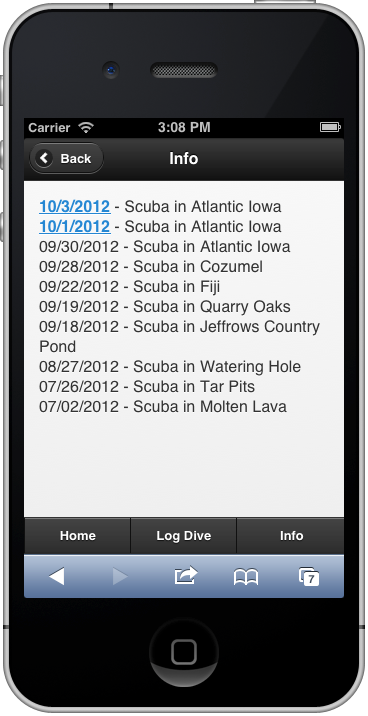 Carrier 3:08 PM
Back Info
10/3/2012 - Scuba in Atlantic Iowa
10/1/2012 - Scuba in Atlantic Iowa
09/30/2012 - Scuba in Atlantic Iowa
09/28/2012 - Scuba in Cozumel
09/22/2012 - Scuba in Fiji
09/19/2012 - Scuba in Quarry Oaks
09/18/2012 - Scuba in Jeffrows Country
Pond
08/27/2012 - Scuba in Watering Hole
07/26/2012 - Scuba in Tar Pits
07/02/2012 - Scuba in Molten Lava
Home Log Dive Info
7